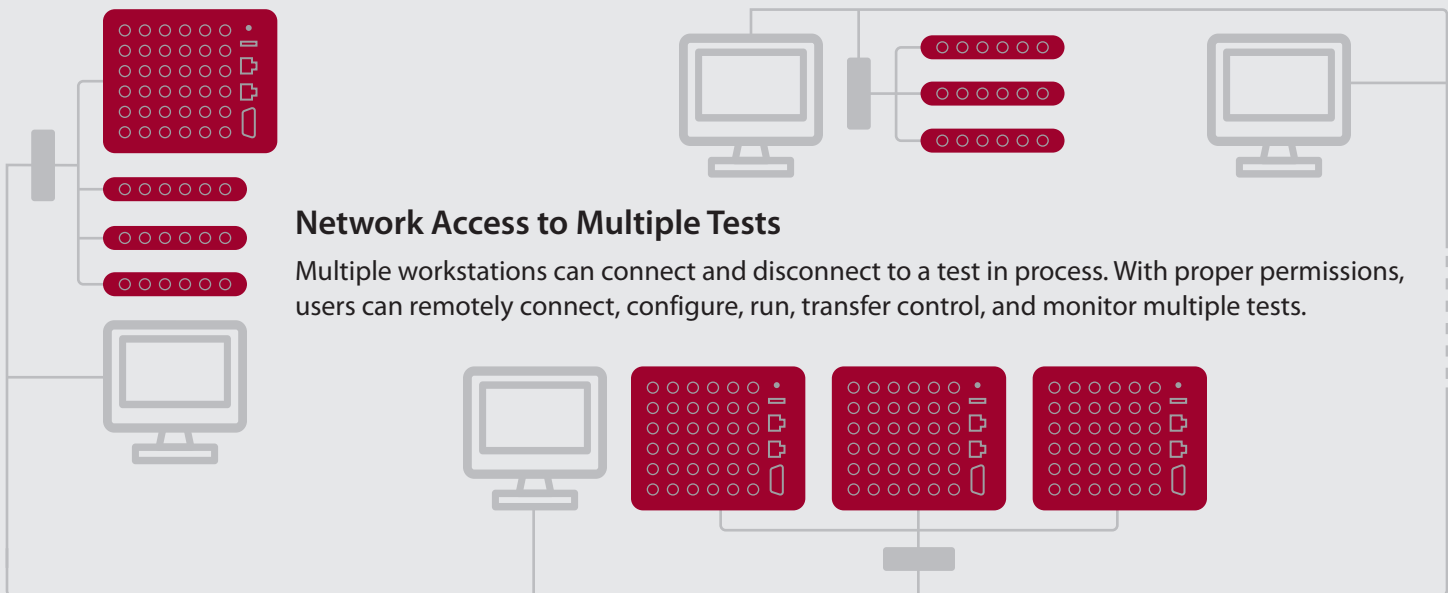 Network Access to Multiple Tests
Multiple workstations can connect and disconnect to a test in process. With proper permissions,
users can remotely connect, configure, run, transfer control, and monitor multiple tests.